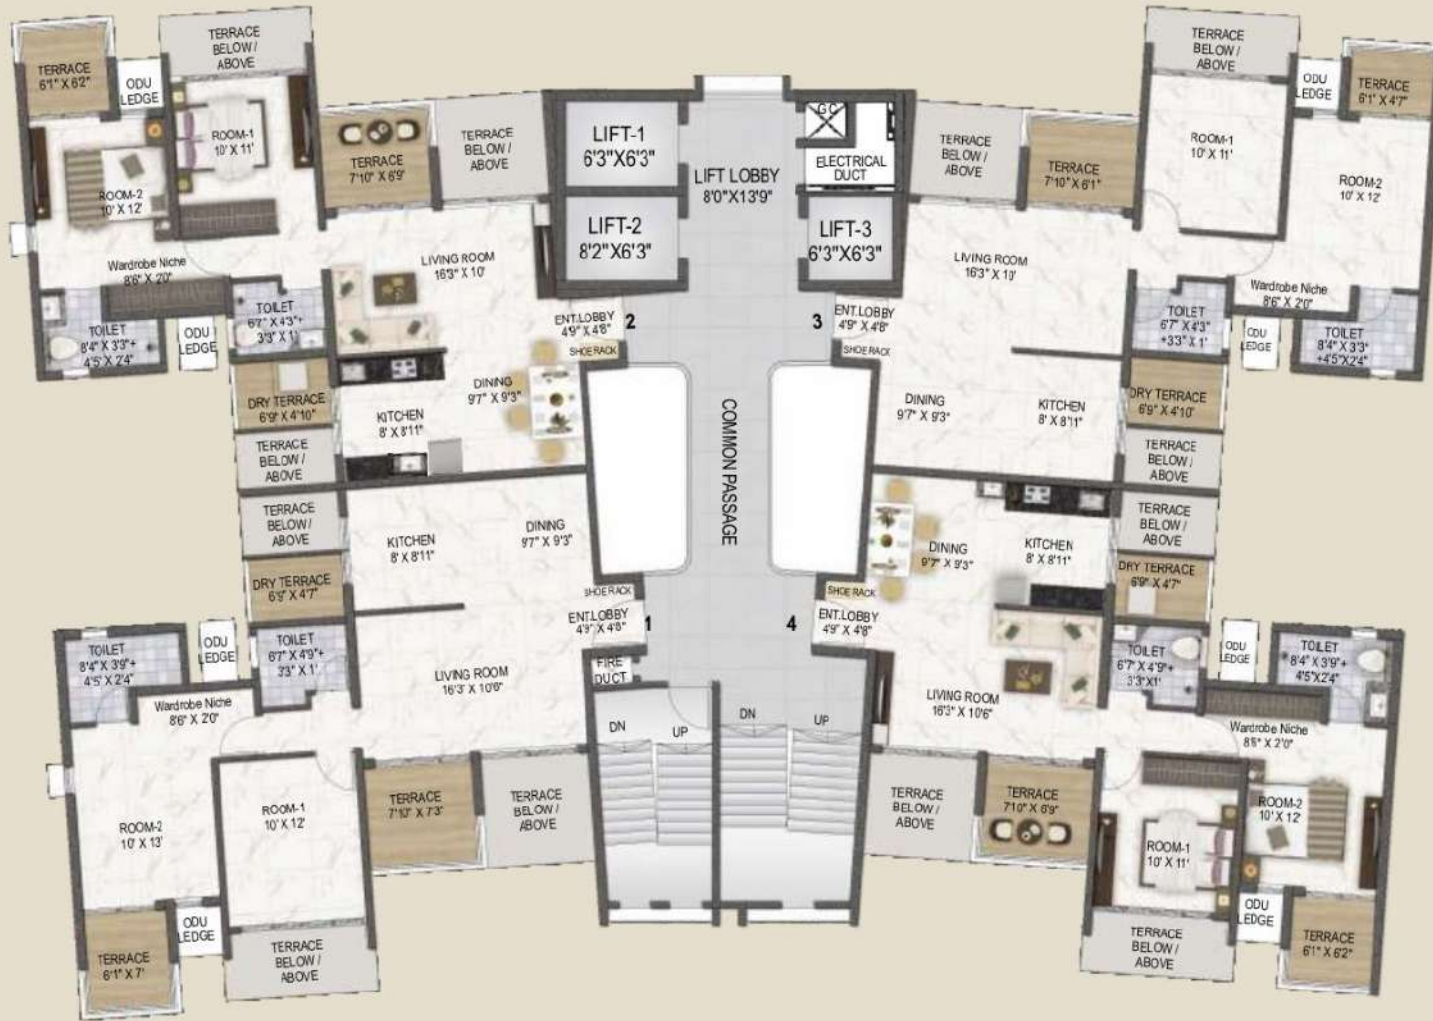 TERRACE
6'1" X 6'2"
ODU
LEDGE
TERRACE
BELOW /
ABOVE
ROOM-1
10' X 11'
ROOM-2
10' X 12'
TERRACE
7'10" X 6'9"
TERRACE
BELOW /
ABOVE
LIVING ROOM
16'3" X 10'
Wardrobe Niche
8'6" X 2'0"
TOILET
8'4" X 3'3"+
4'5" X 2'4"
ODU
LEDGE
TOILET
6'7" X 4'3"+
3'3" X 1'
ENT.LOBBY
4'9" X 4'8"
2
SHOE RACK
DRY TERRACE
6'9" X 4'10"
KITCHEN
8' X 8'11"
DINING
9'7" X 9'3"
TERRACE
BELOW /
ABOVE
LIFT-1
6'3"X6'3"
LIFT-2
8'2"X6'3"
LIFT LOBBY
8'0"X13'9"
G.C
ELECTRICAL
DUCT
LIFT-3
6'3"X6'3"
COMMON PASSAGE
TERRACE
BELOW /
ABOVE
TERRACE
7'10" X 6'1"
TERRACE
BELOW /
ABOVE
ODU
LEDGE
TERRACE
6'1" X 4'7"
ROOM-1
10' X 11'
ROOM-2
10' X 12'
LIVING ROOM
16'3" X 10'
Wardrobe Niche
8'6" X 2'0"
3
ENT.LOBBY
4'9" X 4'8"
SHOE RACK
TOILET
6'7" X 4'3"
+3'3" X 1'
ODU
LEDGE
TOILET
8'4" X 3'3"
+4'5"X2'4"
DINING
9'7" X 9'3"
KITCHEN
8' X 8'11"
DRY TERRACE
6'9" X 4'10"
TERRACE
BELOW /
ABOVE
TERRACE
BELOW /
ABOVE
KITCHEN
8' X 8'11"
DINING
9'7" X 9'3"
DRY TERRACE
6'9" X 4'7"
SHOE RACK
ENT.LOBBY
4'9" X 4'8"
1
TOILET
8'4" X 3'9"+
4'5" X 2'4"
ODU
LEDGE
TOILET
6'7" X 4'9"+
3'3" X 1'
LIVING ROOM
16'3" X 10'6"
FIRE
DUCT
Wardrobe Niche
8'6" X 2'0"
ROOM-2
10' X 13'
ROOM-1
10' X 12'
TERRACE
7'10" X 7'3"
TERRACE
BELOW /
ABOVE
TERRACE
6'1" X 7'
ODU
LEDGE
TERRACE
BELOW /
ABOVE
DN
UP
DN
UP
DINING
9'7" X 9'3"
KITCHEN
8' X 8'11"
TERRACE
BELOW /
ABOVE
DRY TERRACE
6'9" X 4'7"
SHOE RACK
4
ENT.LOBBY
4'9" X 4'8"
TOILET
6'7" X 4'9"+
3'3"X1'
ODU
LEDGE
TOILET
8'4" X 3'9"+
4'5"X2'4"
LIVING ROOM
16'3" X 10'6"
Wardrobe Niche
8'6" X 2'0"
TERRACE
BELOW /
ABOVE
TERRACE
7'10" X 6'9"
ROOM-1
10' X 11'
ROOM-2
10' X 12'
TERRACE
BELOW /
ABOVE
ODU
LEDGE
TERRACE
6'1" X 6'2"